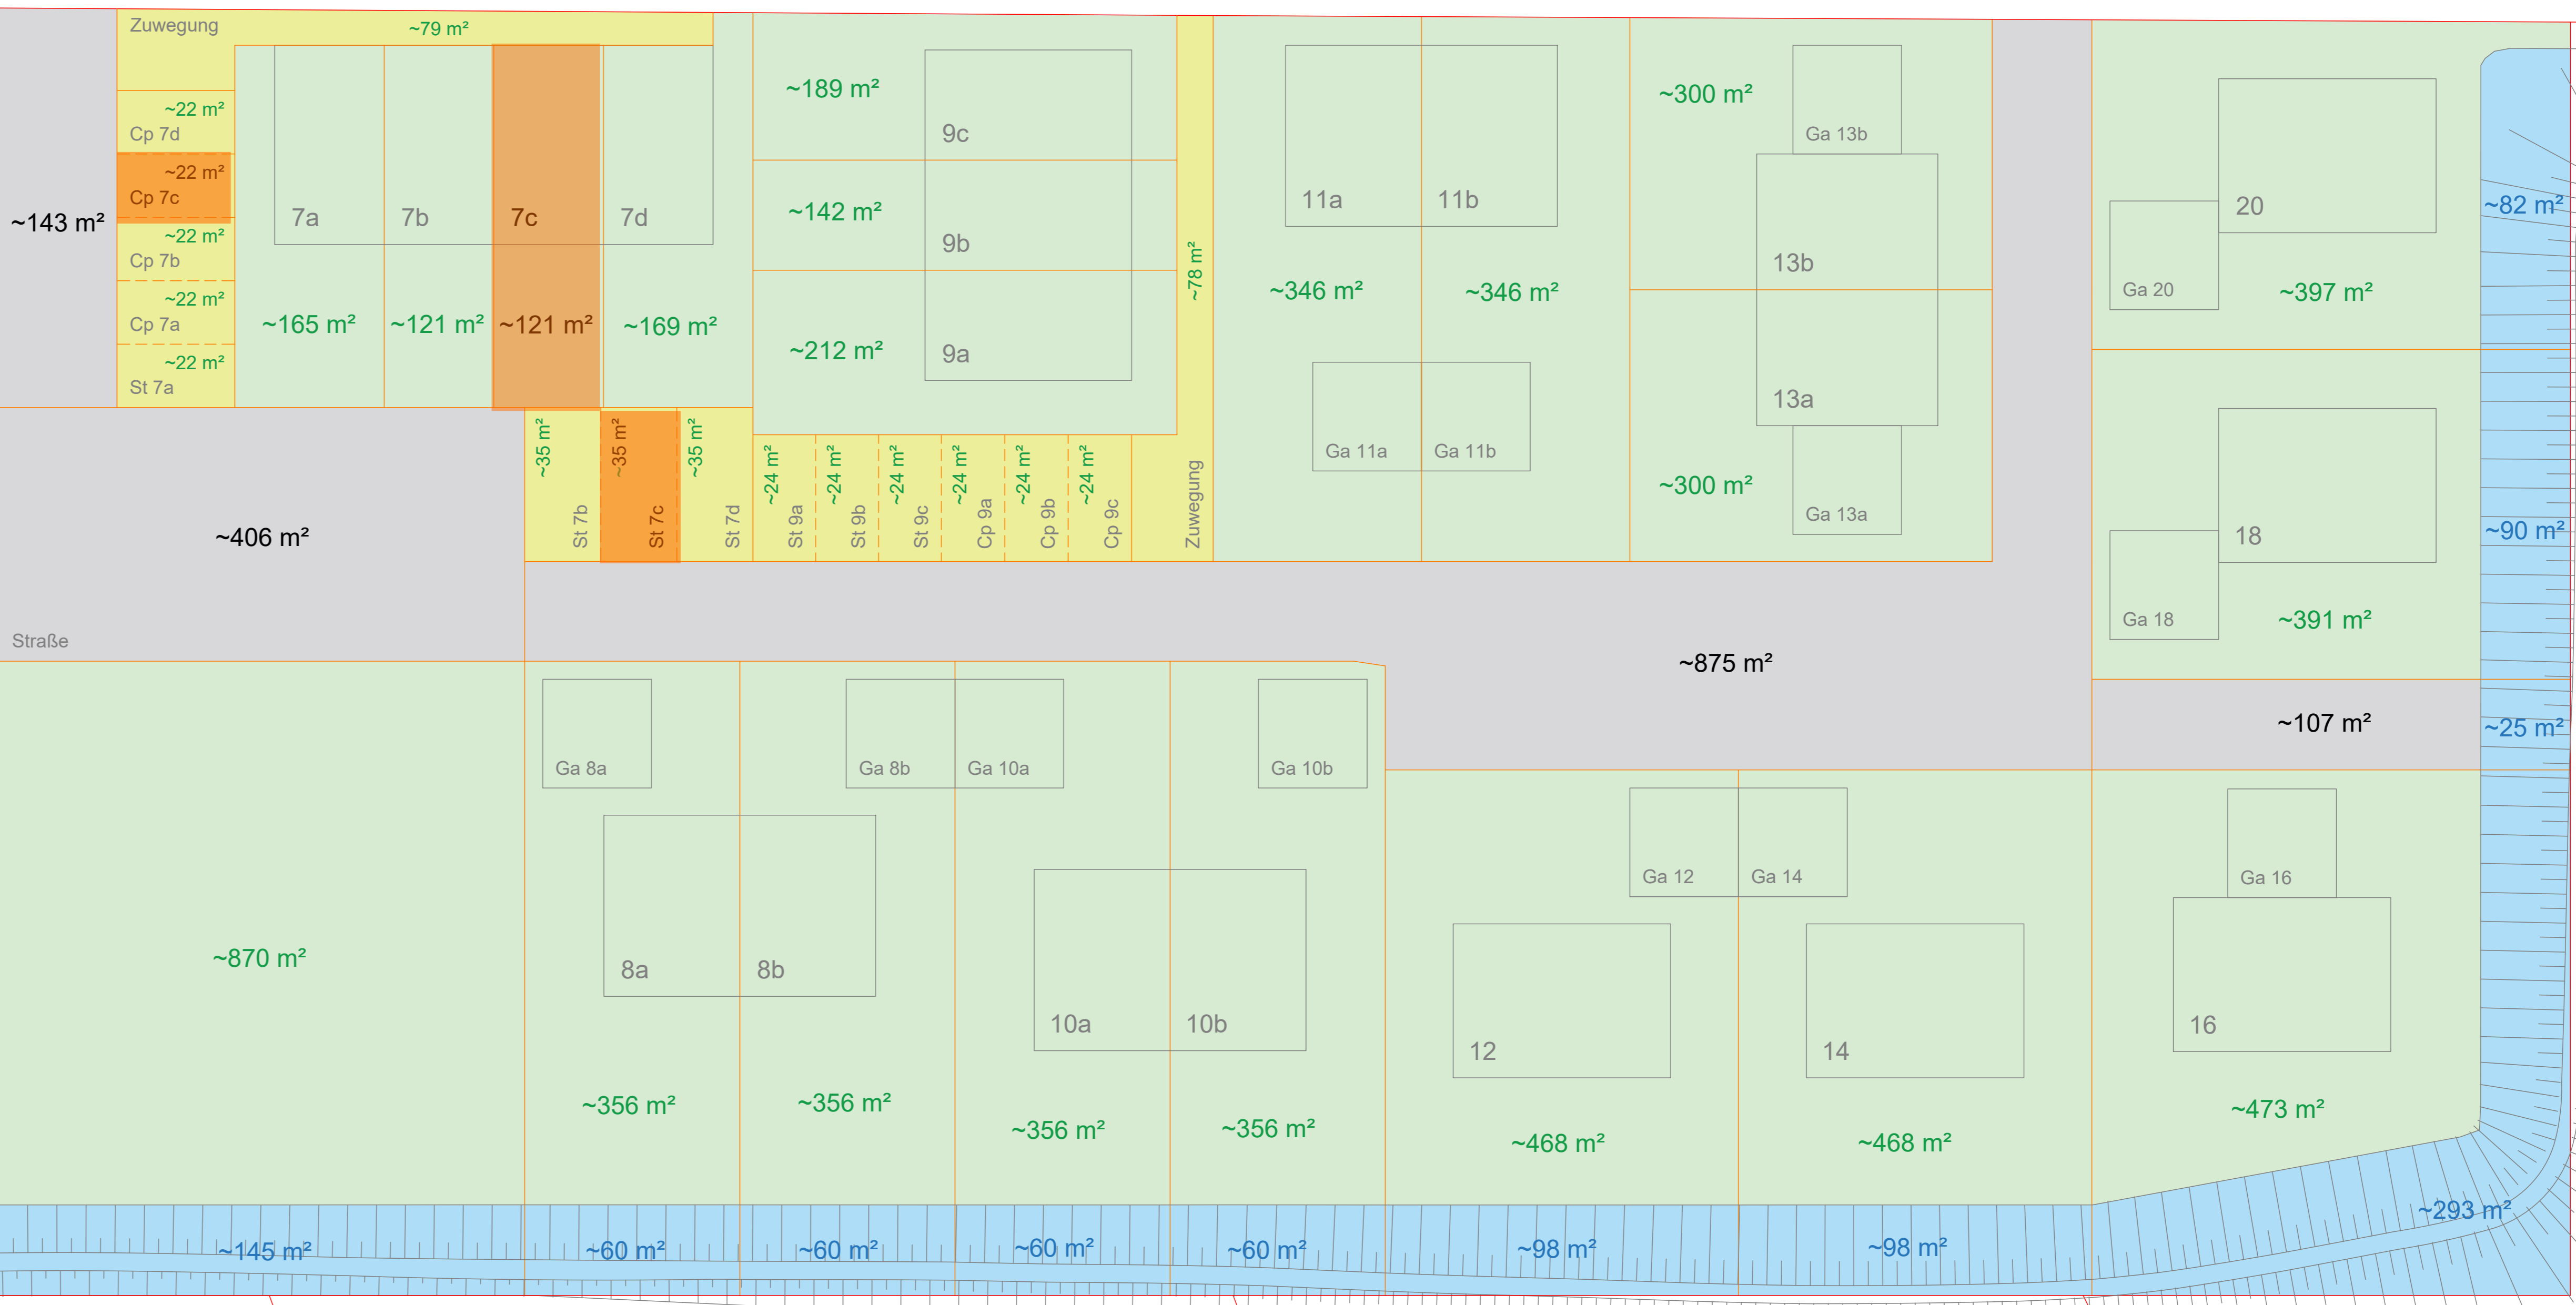 Zuwegung
~79 m²
~22 m²
Cp 7d
~22 m²
Cp 7c
~22 m²
Cp 7b
~22 m²
Cp 7a
~22 m²
St 7a
~143 m²
7a
7b
7c
7d
~165 m²
~121 m²
~121 m²
~169 m²
~189 m²
9c
~142 m²
9b
~212 m²
9a
~78 m²
Zuwegung
~35 m²
St 7b
~35 m²
St 7c
~35 m²
St 7d
~24 m²
St 9a
~24 m²
St 9b
~24 m²
St 9c
~24 m²
Cp 9a
~24 m²
Cp 9b
~24 m²
Cp 9c
11a
11b
~346 m²
~346 m²
Ga 11a
Ga 11b
~300 m²
Ga 13b
13b
13a
~300 m²
Ga 13a
20
Ga 20
~397 m²
~82 m²
18
Ga 18
~391 m²
~90 m²
~406 m²
Straße
~875 m²
~107 m²
~25 m²
Ga 8a
Ga 8b
Ga 10a
Ga 10b
8a
8b
10a
10b
~870 m²
~356 m²
~356 m²
~356 m²
~356 m²
Ga 12
Ga 14
12
14
~468 m²
~468 m²
Ga 16
16
~473 m²
~145 m²
~60 m²
~60 m²
~60 m²
~60 m²
~98 m²
~98 m²
~293 m²